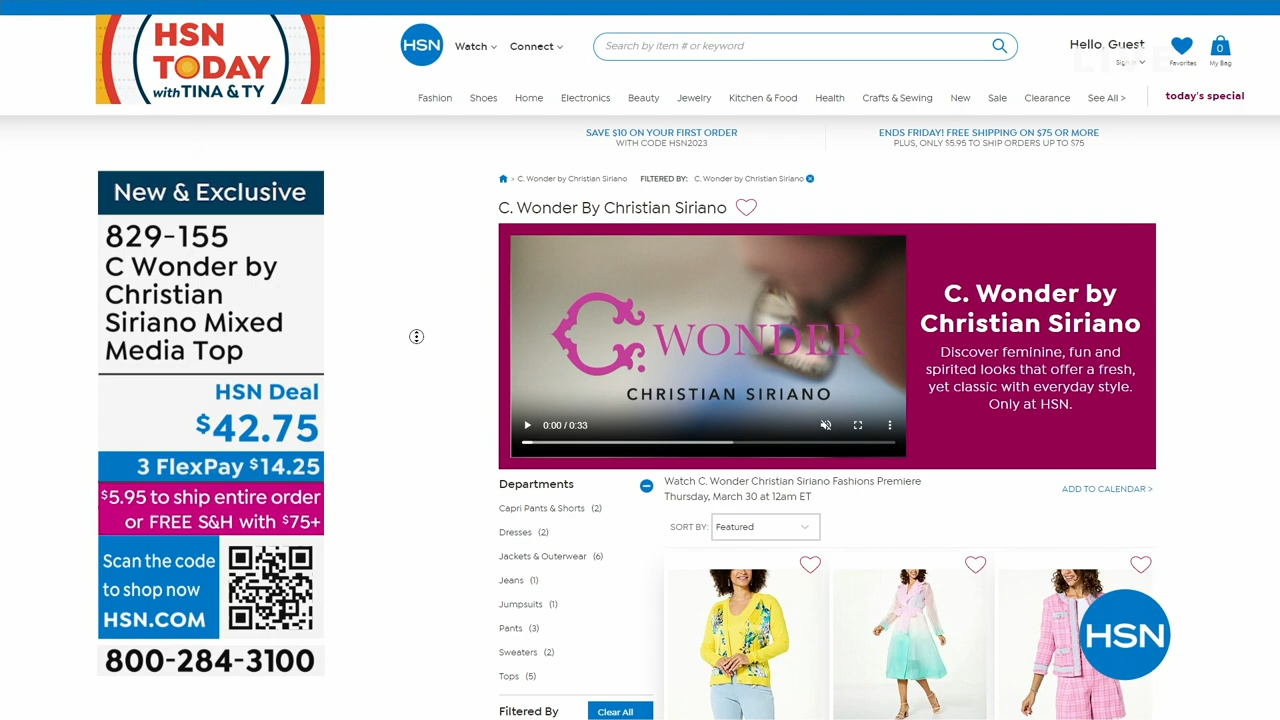 HSN
TODAY
with TINA & TY
HSN
Watch
Connect
Search by item # or keyword
Hello, Guest
Sign In
Favorites
0
My Bag
Fashion
Shoes
Home
Electronics
Beauty
Jewelry
Kitchen & Food
Health
Crafts & Sewing
New
Sale
Clearance
See All >
today's special
SAVE $10 ON YOUR FIRST ORDER
WITH CODE HSN2023
ENDS FRIDAY! FREE SHIPPING ON $75 OR MORE
PLUS, ONLY $5.95 TO SHIP ORDERS UP TO $75
New & Exclusive
829-155
C Wonder by
Christian
Siriano Mixed
Media Top
HSN Deal
$42.75
3 FlexPay $14.25
$5.95 to ship entire order
or FREE S&H with $75+
Scan the code
to shop now
HSN.COM
800-284-3100
> C. Wonder by Christian Siriano
FILTERED BY: C. Wonder by Christian Siriano
C. Wonder By Christian Siriano
C WONDER
CHRISTIAN SIRIANO
0:00 / 0:33
C. Wonder by
Christian Siriano
Discover feminine, fun and
spirited looks that offer a fresh,
yet classic with everyday style.
Only at HSN.
Departments
Capri Pants & Shorts (2)
Dresses (2)
Jackets & Outerwear (6)
Jeans (1)
Jumpsuits (1)
Pants (3)
Sweaters (2)
Tops (5)
Filtered By
Clear All
Watch C. Wonder Christian Siriano Fashions Premiere
Thursday, March 30 at 12am ET
ADD TO CALENDAR >
SORT BY: Featured
HSN